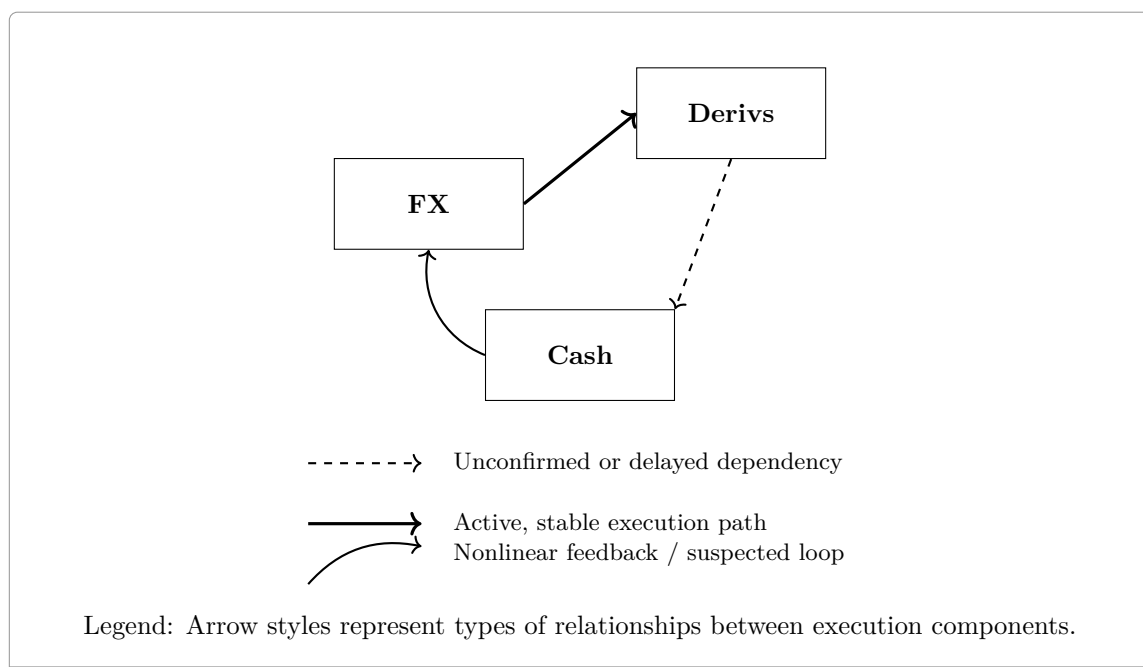 Derivs
FX
Cash
Unconfirmed or delayed dependency
Active, stable execution path
Nonlinear feedback / suspected loop
Legend: Arrow styles represent types of relationships between execution components.